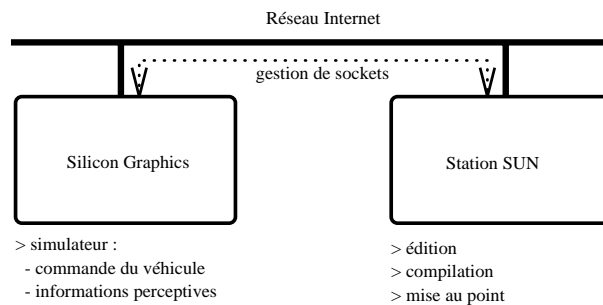 Réseau Internet
gestion de sockets
Silicon Graphics
Station SUN
> simulateur :
- commande du véhicule
- informations perceptives
> édition
> compilation
> mise au point